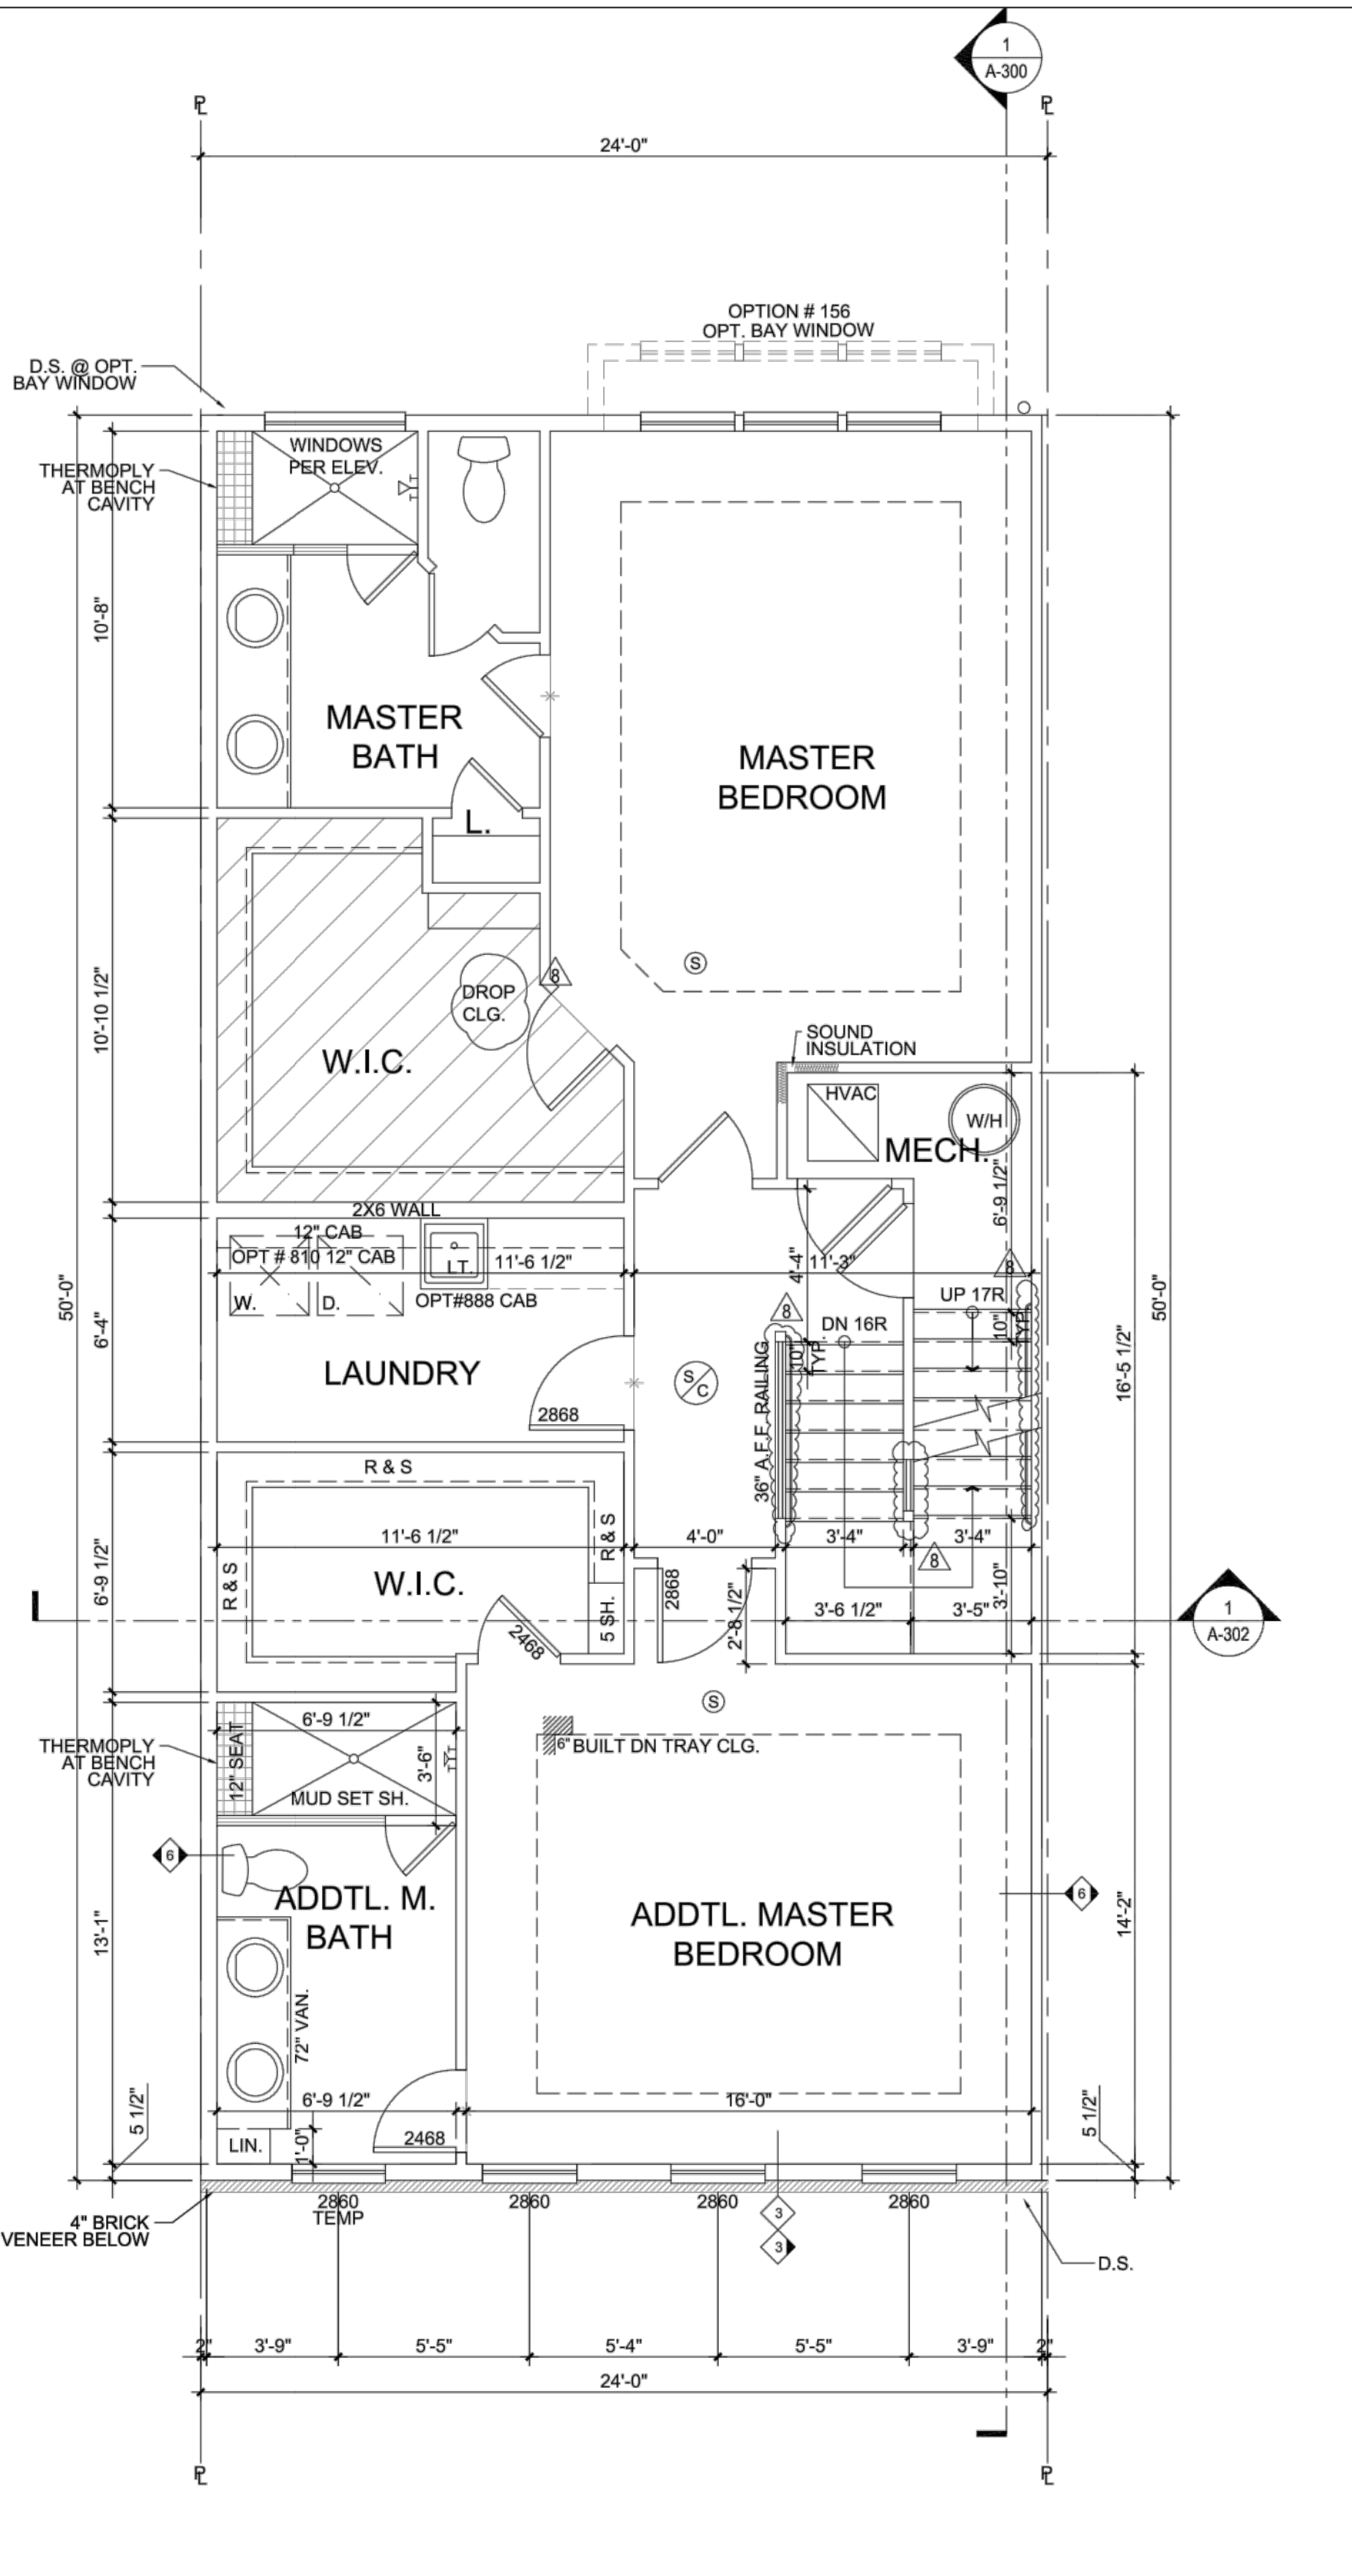 1
A-300
PL
PL
24'-0"
OPTION # 156
OPT. BAY WINDOW
D.S. @ OPT.
BAY WINDOW
WINDOWS
PER ELEV.
THERMOPLY
AT BENCH
CAVITY
10'-8"
MASTER
BATH
MASTER
BEDROOM
L.
S
8
DROP
CLG.
10'-10 1/2"
W.I.C.
SOUND
INSULATION
HVAC
W/H
MECH.
6'-9 1/2"
2X6 WALL
12" CAB
OPT # 810 12" CAB
LT.
11'-6 1/2"
4'-4"
11'-3"
8
W.
D.
OPT#888 CAB
8
UP 17R
DN 16R
10"
TYP.
10"
TYP.
50'-0"
50'-0"
6'-4"
LAUNDRY
S
C
36" A.F.F. RAILING
16'-5 1/2"
2868
R & S
11'-6 1/2"
R & S
4'-0"
3'-4"
3'-4"
8
6'-9 1/2"
R & S
W.I.C.
2868
3'-10"
5 SH.
2'-8 1/2"
3'-6 1/2"
3'-5"
1
A-302
2468
S
6'-9 1/2"
12" SEAT
3'-6"
6" BUILT DN TRAY CLG.
THERMOPLY
AT BENCH
CAVITY
MUD SET SH.
6
6
ADDTL. M.
BATH
ADDTL. MASTER
BEDROOM
13'-1"
14'-2"
72" VAN.
5 1/2"
6'-9 1/2"
16'-0"
5 1/2"
LIN.
1'-0"
2468
2860
TEMP
2860
2860
2860
3
3
4" BRICK
VENEER BELOW
D.S.
2"
3'-9"
5'-5"
5'-4"
5'-5"
3'-9"
2"
24'-0"
PL
PL